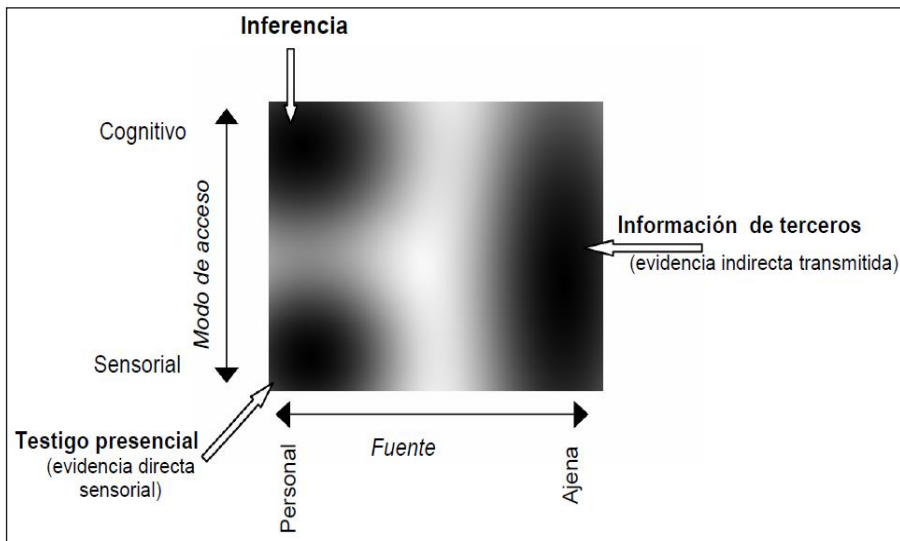 Inferencia
Cognitivo
Modo de acceso
Información de terceros
(evidencia indirecta transmitida)
Sensorial
Testigo presencial
(evidencia directa
sensorial)
Fuente
Personal
Ajena